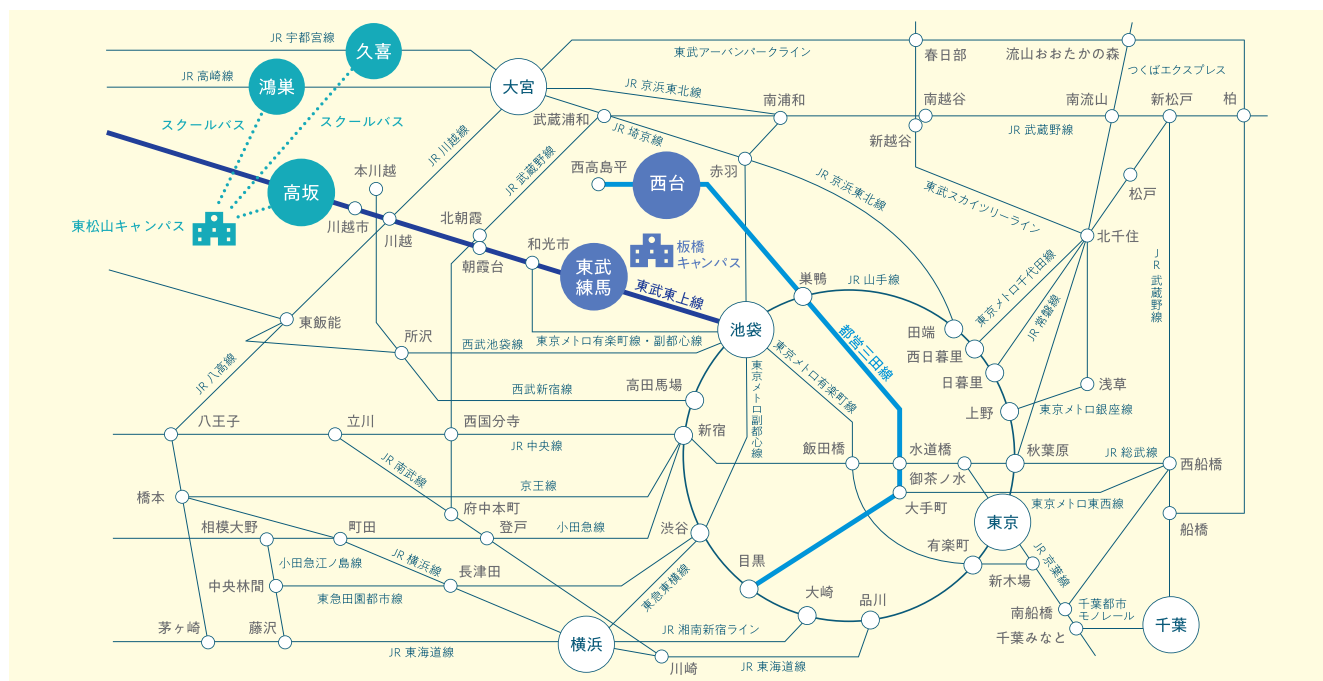 JR 宇都宮線
久喜
JR 高崎線
鴻巣
スクールバス
スクールバス
大宮
東武アーバンパークライン
春日部
流山おおたかの森
つくばエクスプレス
JR 京浜東北線
武蔵浦和
南浦和
南越谷
新越谷
南流山
新松戸
柏
JR 武蔵野線
JR 川越線
JR 埼京線
JR 武蔵野線
高坂
東松山キャンパス
本川越
川越市
川越
北朝霞
朝霞台
和光市
西高島平
西台
赤羽
JR 京浜東北線
東武スカイツリーライン
松戸
北千住
板橋
キャンパス
東武
練馬
東武東上線
巣鴨
JR 山手線
東京メトロ千代田線
JR 常磐線
JR 武蔵野線
東飯能
所沢
西武池袋線
東京メトロ有楽町線・副都心線
池袋
都営三田線
田端
西日暮里
日暮里
上野
浅草
東京メトロ銀座線
JR 八高線
西武新宿線
高田馬場
東京メトロ副都心線
東京メトロ有楽町線
八王子
立川
西国分寺
JR 中央線
新宿
飯田橋
水道橋
御茶ノ水
秋葉原
JR 総武線
西船橋
JR 南武線
京王線
橋本
府中本町
大手町
東京メトロ東西線
東京
船橋
相模大野
町田
登戸
小田急線
渋谷
小田急江ノ島線
JR 横浜線
中央林間
長津田
東急田園都市線
東急東横線
目黒
有楽町
新木場
JR 京葉線
大崎
品川
南船橋
千葉都市
モノレール
千葉みなと
千葉
茅ヶ崎
藤沢
JR 東海道線
横浜
JR 湘南新宿ライン
川崎
JR 東海道線